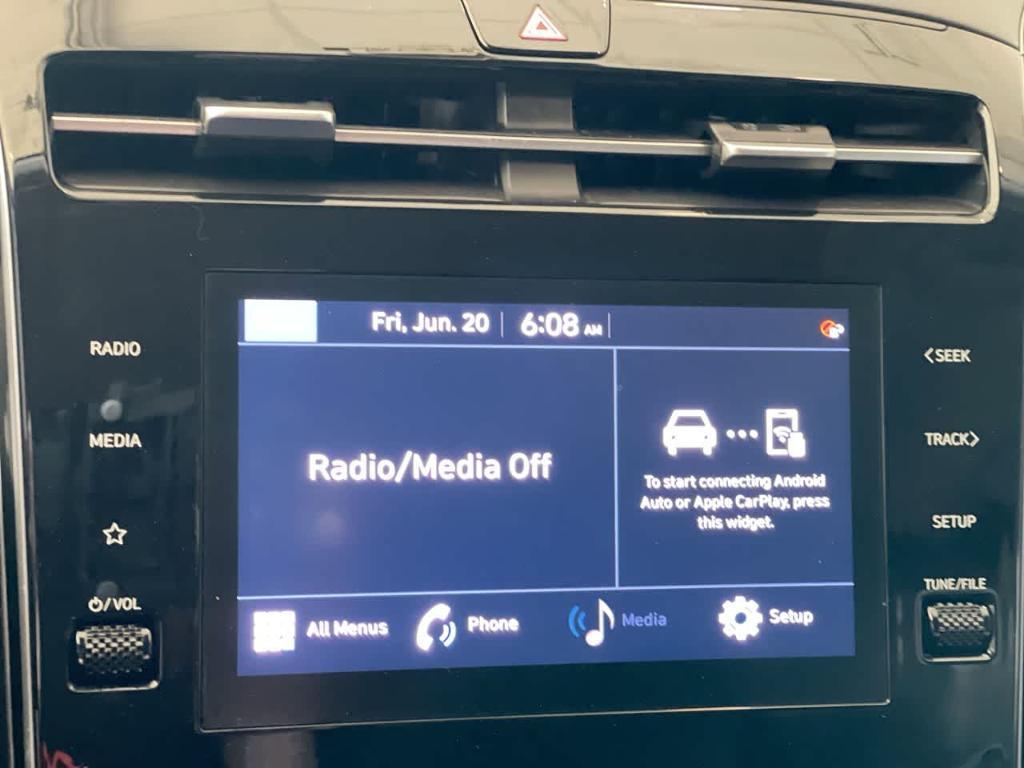 Fri, Jun. 20 6:08 AM
RADIO
MEDIA
⏻/VOL
Radio/Media Off
To start connecting Android
Auto or Apple CarPlay, press
this widget.
All Menus
Phone
Media
Setup
<SEEK
TRACK>
SETUP
TUNE/FILE